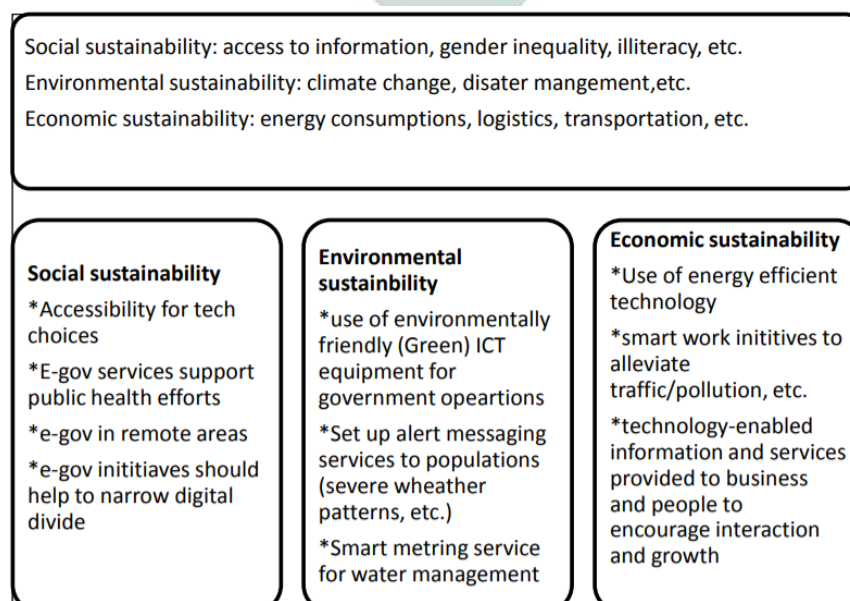 Social sustainability: access to information, gender inequality, illiteracy, etc.
Environmental sustainability: climate change, disater mangement,etc.
Economic sustainability: energy consumptions, logistics, transportation, etc.
Social sustainability
*Accessibility for tech
choices
*E-gov services support
public health efforts
*e-gov in remote areas
*e-gov inititiaves should
help to narrow digital
divide
Environmental
sustainbility
*use of environmentally
friendly (Green) ICT
equipment for
government opeartions
*Set up alert messaging
services to populations
(severe wheather
patterns, etc.)
*Smart metring service
for water management
Economic sustainability
*Use of energy efficient
technology
*smart work inititives to
alleviate
traffic/pollution, etc.
*technology-enabled
information and services
provided to business
and people to
encourage interaction
and growth